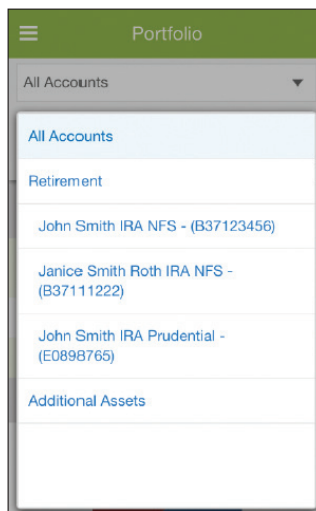 Portfolio
All Accounts
All Accounts
Retirement
John Smith IRA NFS - (B37123456)
Janice Smith Roth IRA NFS -
(B37111222)
John Smith IRA Prudential -
(E0898765)
Additional Assets